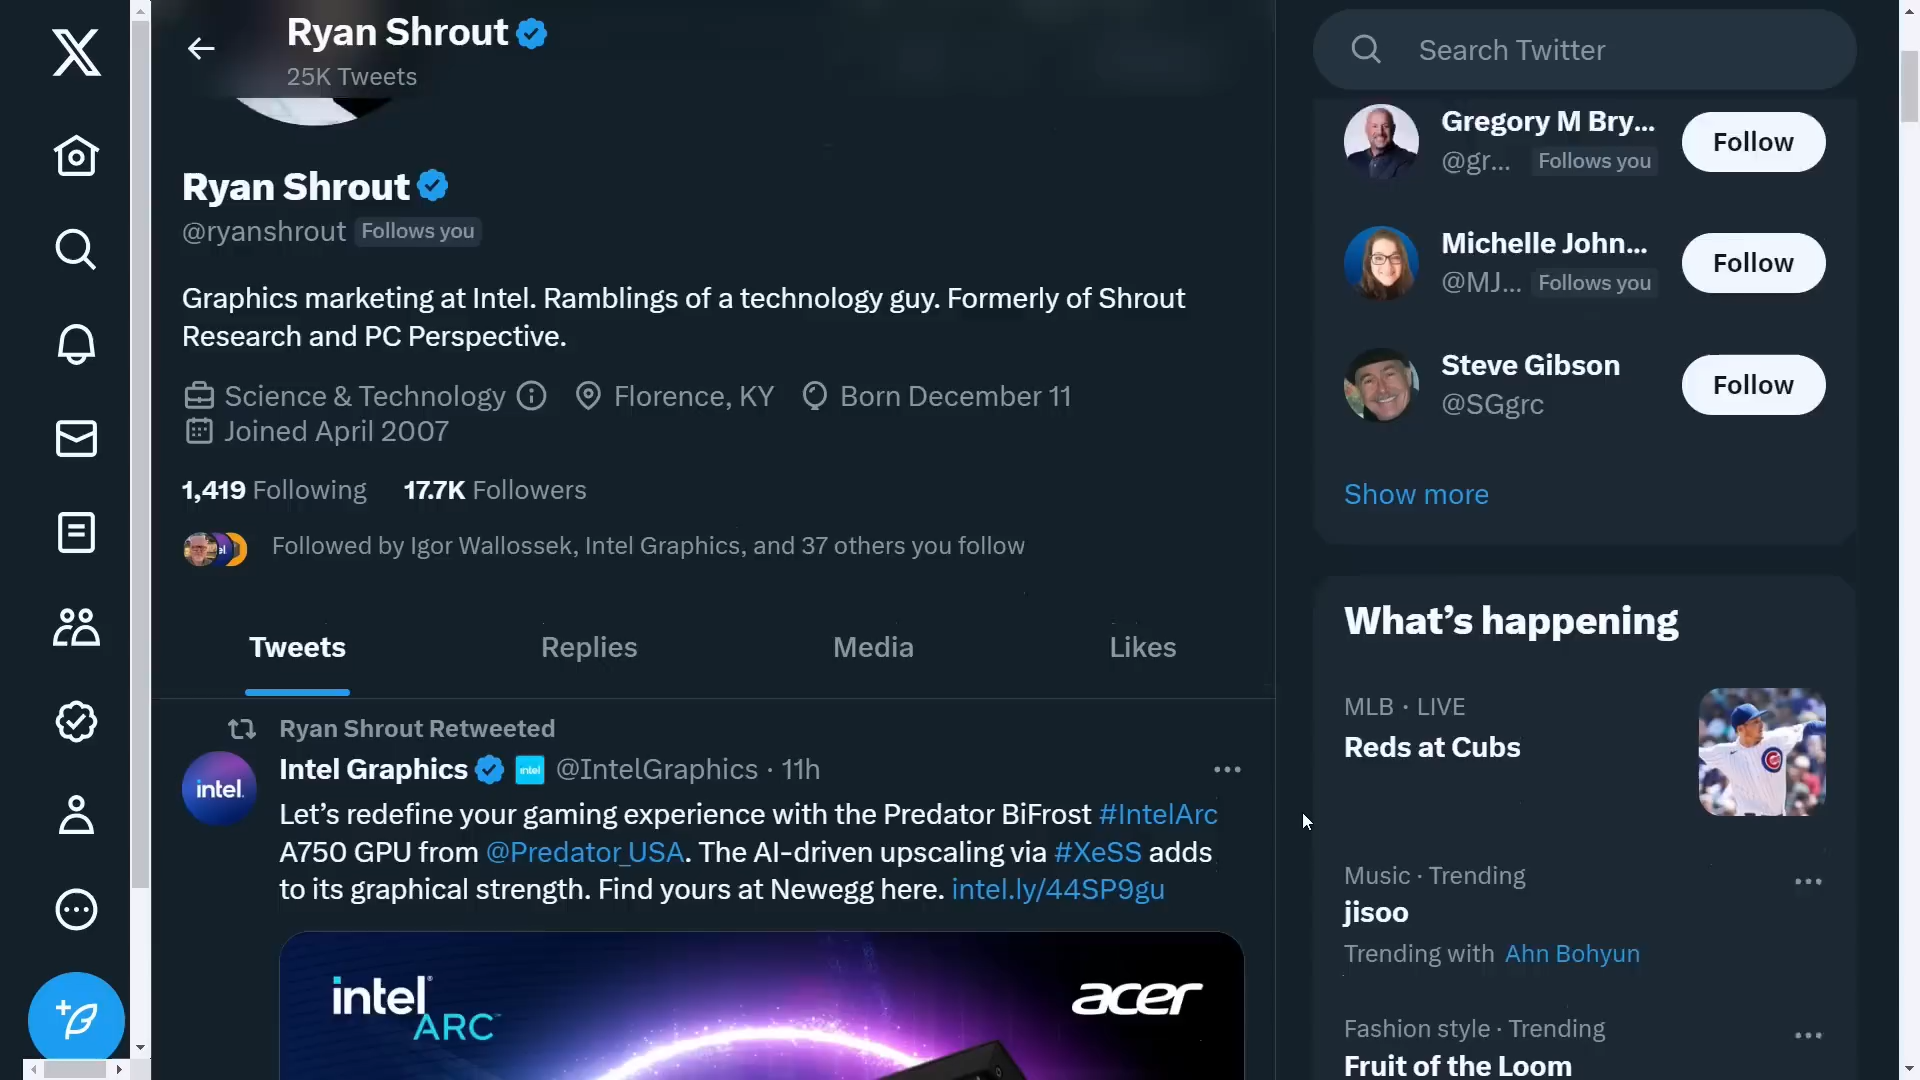 Ryan Shrout
25K Tweets
Ryan Shrout
@ryanshrout Follows you
Graphics marketing at Intel. Ramblings of a technology guy. Formerly of Shrout
Research and PC Perspective.
Science & Technology Florence, KY Born December 11
Joined April 2007
1,419 Following 17.7K Followers
Followed by Igor Wallossek, Intel Graphics, and 37 others you follow
Tweets Replies Media Likes
Ryan Shrout Retweeted
Intel Graphics intel @IntelGraphics · 11h
intel.
Let’s redefine your gaming experience with the Predator BiFrost #IntelArc
A750 GPU from @Predator_USA. The AI-driven upscaling via #XeSS adds
to its graphical strength. Find yours at Newegg here. intel.ly/44SP9gu
intel
ARC
acer
Search Twitter
Gregory M Bry...
@gr... Follows you
Follow
Michelle John...
@MJ... Follows you
Follow
Steve Gibson
@SGgrc
Follow
Show more
What’s happening
MLB · LIVE
Reds at Cubs
Music · Trending
jisoo
Trending with Ahn Bohyun
Fashion style · Trending
Fruit of the Loom